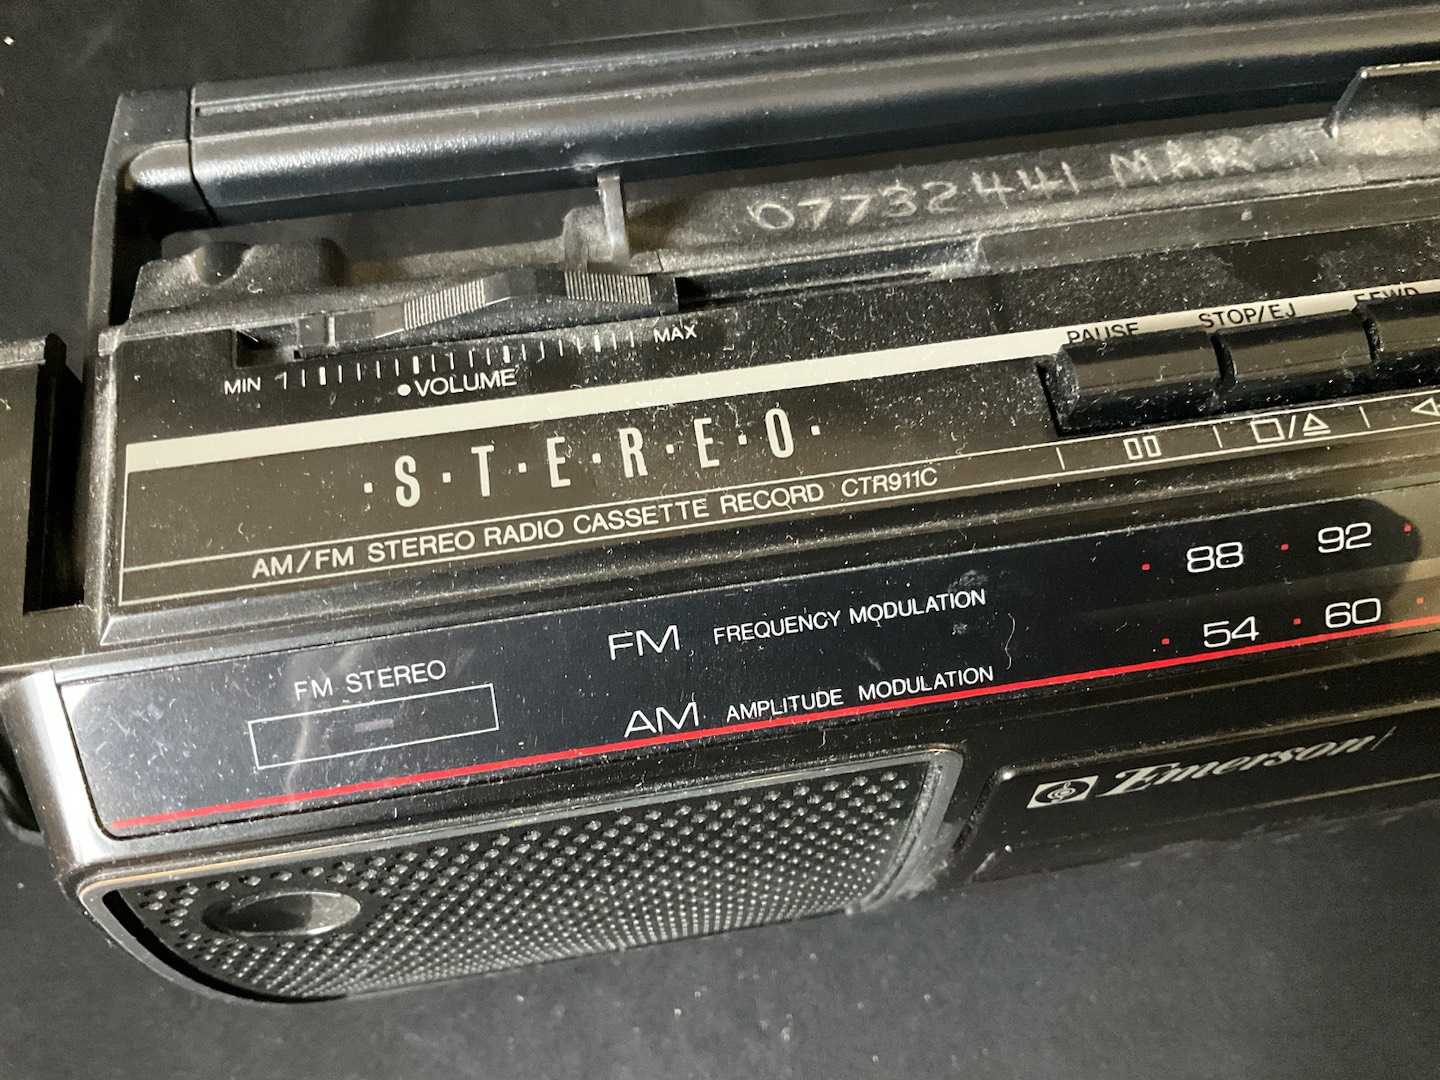 07732441 MAR
MAX
MIN
VOLUME
PAUSE STOP/EJ F.FWD
·S·T·E·R·E·O·
AM/FM STEREO RADIO CASSETTE RECORD CTR911C
FM FREQUENCY MODULATION 88 92
FM STEREO
AM AMPLITUDE MODULATION 54 60
Emerson